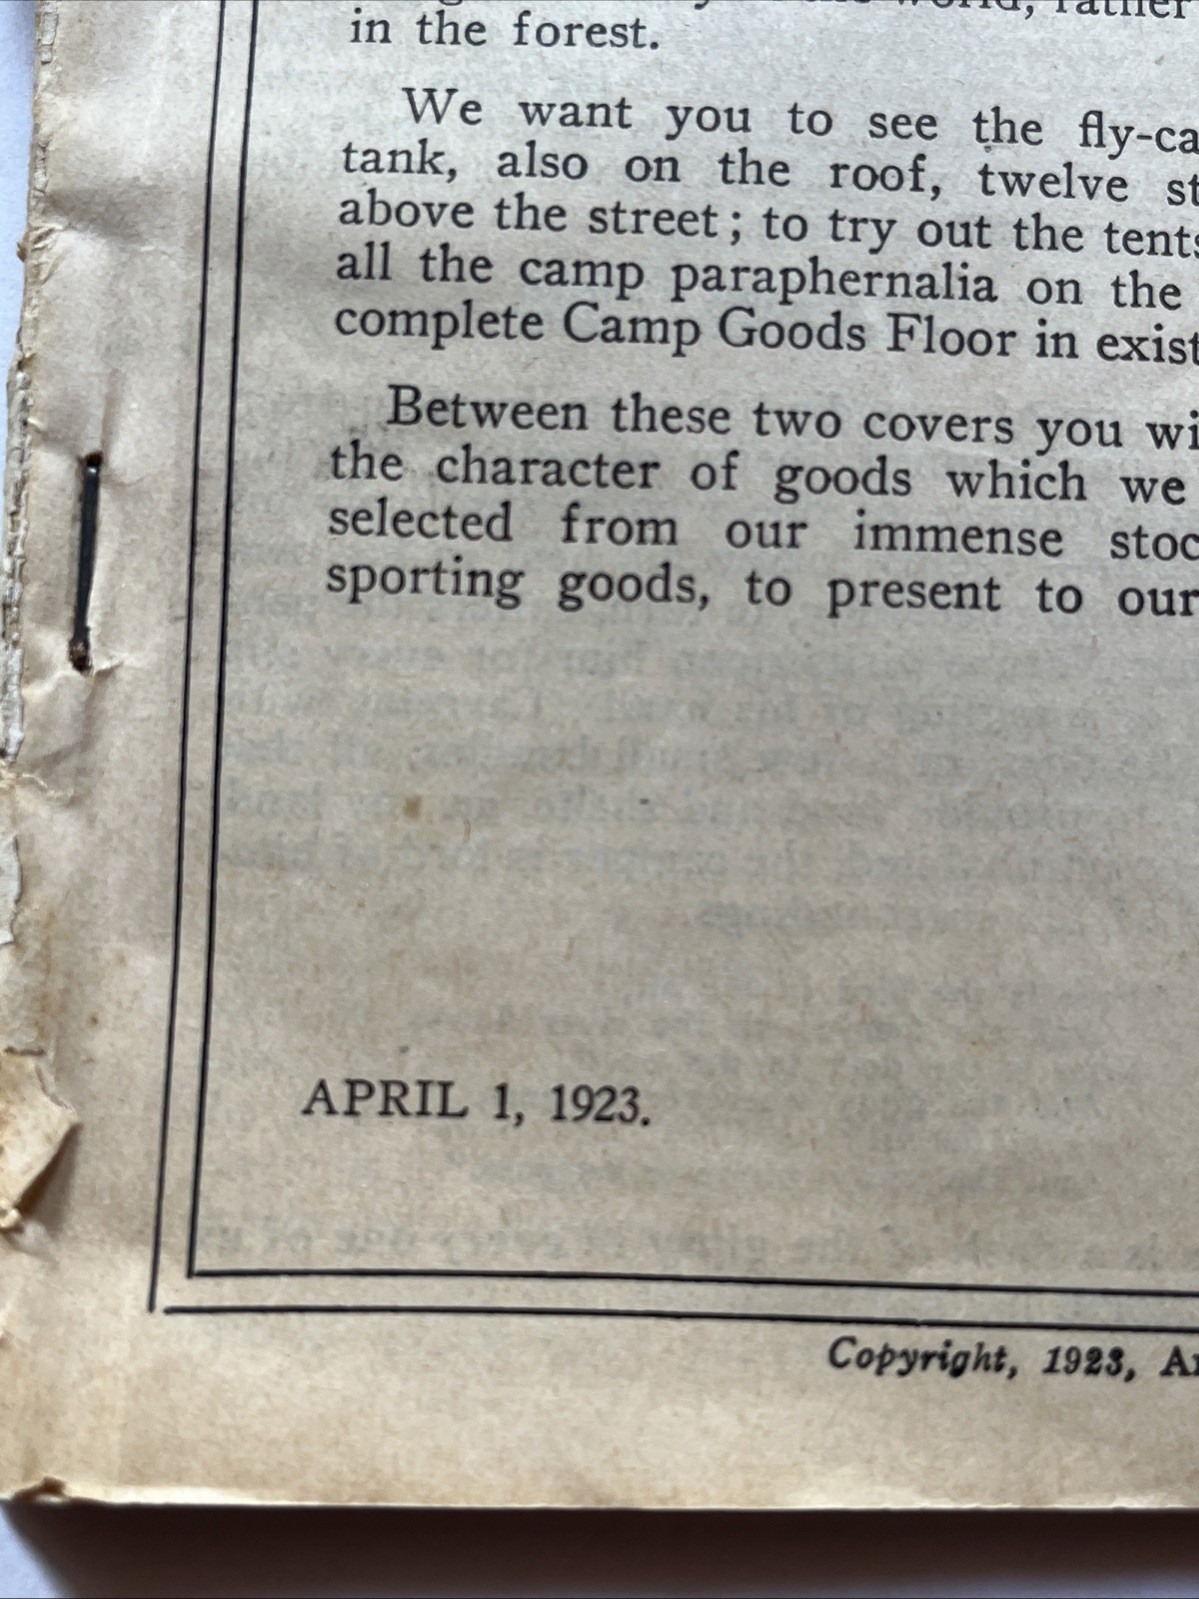 world, rather
in the forest.
We want you to see the fly-ca
tank, also on the roof, twelve st
above the street; to try out the tents
all the camp paraphernalia on the
complete Camp Goods Floor in exist
Between these two covers you wi
the character of goods which we
selected from our immense stoc
sporting goods, to present to our
APRIL 1, 1923.
Copyright, 1923, A